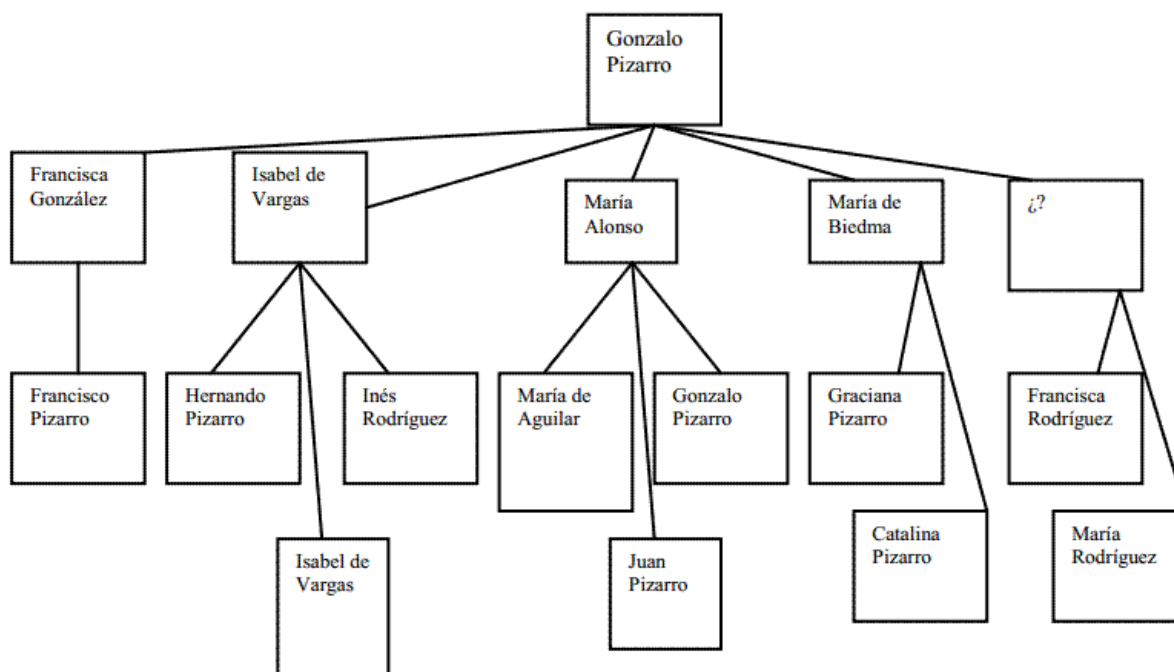 Gonzalo
Pizarro
Francisca
González
Isabel de
Vargas
María
Alonso
María de
Biedma
¿?
Francisco
Pizarro
Hernando
Pizarro
Inés
Rodríguez
María de
Aguilar
Gonzalo
Pizarro
Graciana
Pizarro
Francisca
Rodríguez
Isabel de
Vargas
Juan
Pizarro
Catalina
Pizarro
María
Rodríguez